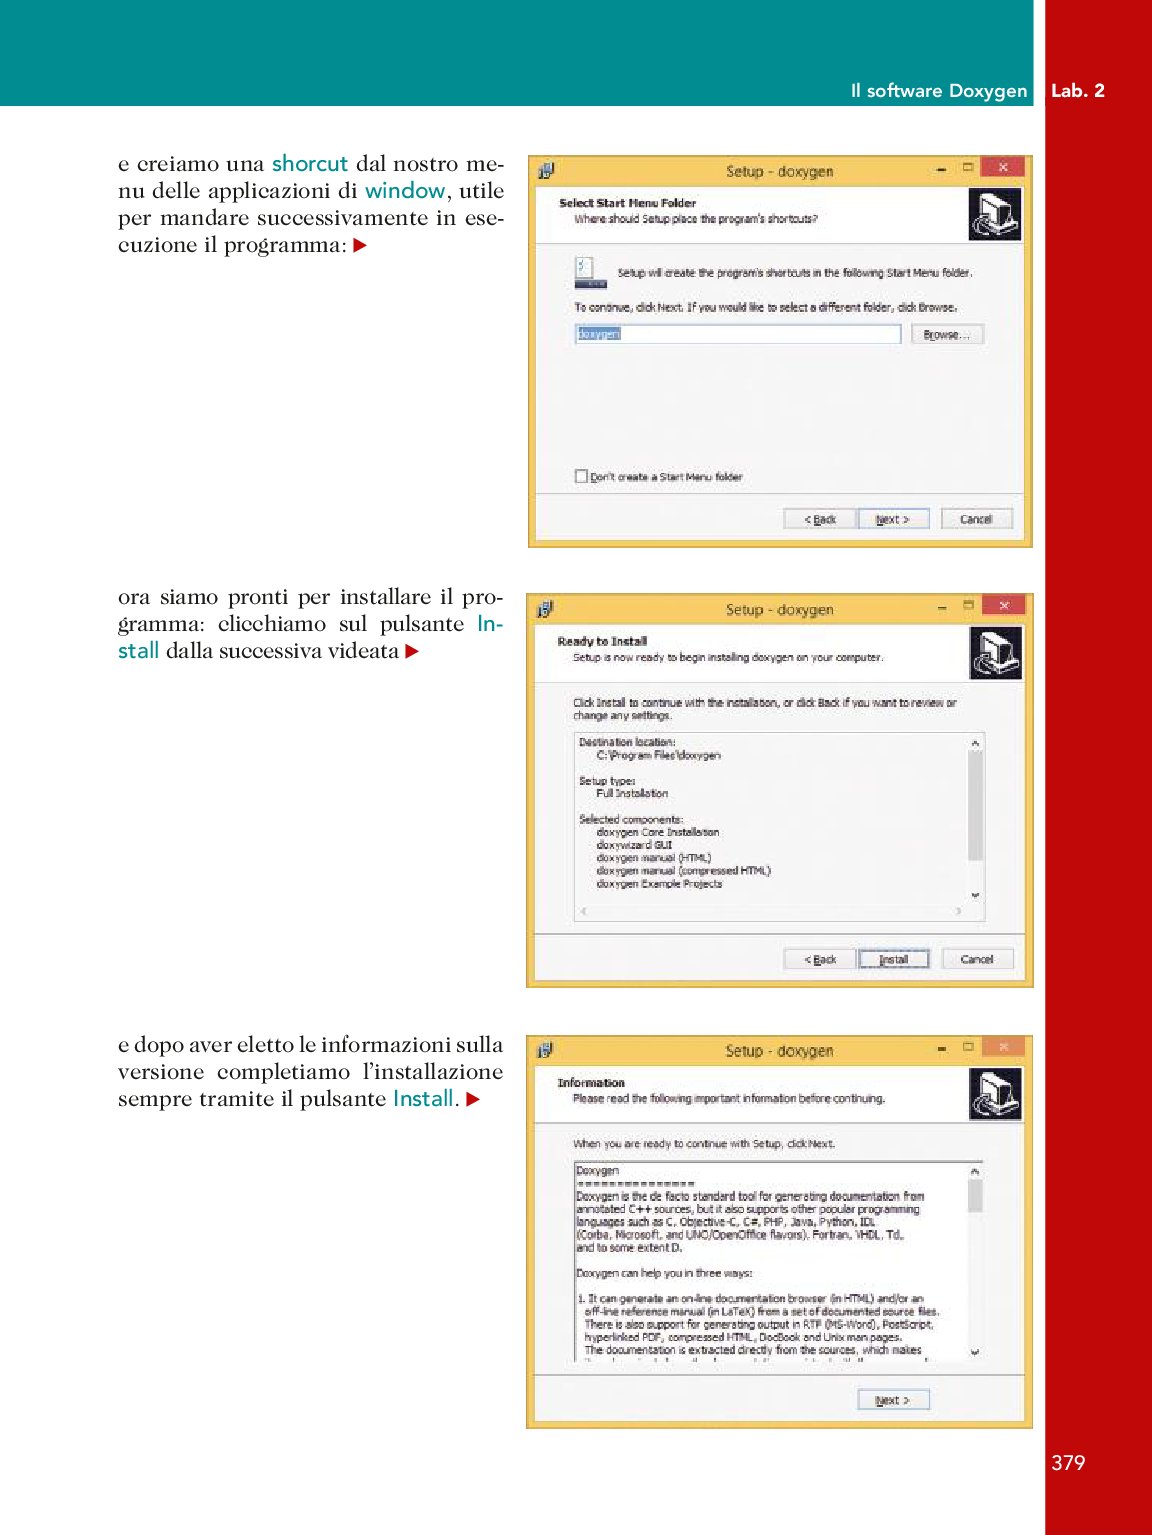 Il software Doxygen Lab. 2
e creiamo una shorcut dal nostro me-
nu delle applicazioni di window, utile
per mandare successivamente in ese-
cuzione il programma:
Setup - doxygen
Select Start Menu Folder
Where should Setup place the program's shortcuts?
Setup will create the program's shortcuts in the following Start Menu folder.
To continue, click Next. If you would like to select a different folder, click Browse.
doxygen
Browse...
Don't create a Start Menu folder
< Back Next > Cancel
ora siamo pronti per installare il pro-
gramma: clicchiamo sul pulsante In-
stall dalla successiva videata
Setup - doxygen
Ready to Install
Setup is now ready to begin installing doxygen on your computer.
Click Install to continue with the installation, or click Back if you want to review or
change any settings.
Destination location:
C:\Program Files\doxygen
Setup type:
Full Installation
Selected components:
doxygen Core Installation
doxywizard GUI
doxygen manual (HTML)
doxygen manual (compressed HTML)
doxygen Example Projects
< Back Install Cancel
e dopo aver eletto le informazioni sulla
versione completiamo l'installazione
sempre tramite il pulsante Install.
Setup - doxygen
Information
Please read the following important information before continuing.
When you are ready to continue with Setup, click Next.
Doxygen
===============
Doxygen is the de facto standard tool for generating documentation from
annotated C++ sources, but it also supports other popular programming
languages such as C, Objective-C, C#, PHP, Java, Python, IDL
(Corba, Microsoft, and UNO/OpenOffice flavors), Fortran, VHDL, Tcl,
and to some extent D.
Doxygen can help you in three ways:
1. It can generate an on-line documentation browser (in HTML) and/or an
off-line reference manual (in LaTeX) from a set of documented source files.
There is also support for generating output in RTF (MS-Word), PostScript,
hyperlinked PDF, compressed HTML, DocBook and Unix man pages.
The documentation is extracted directly from the sources, which makes
Next >
379